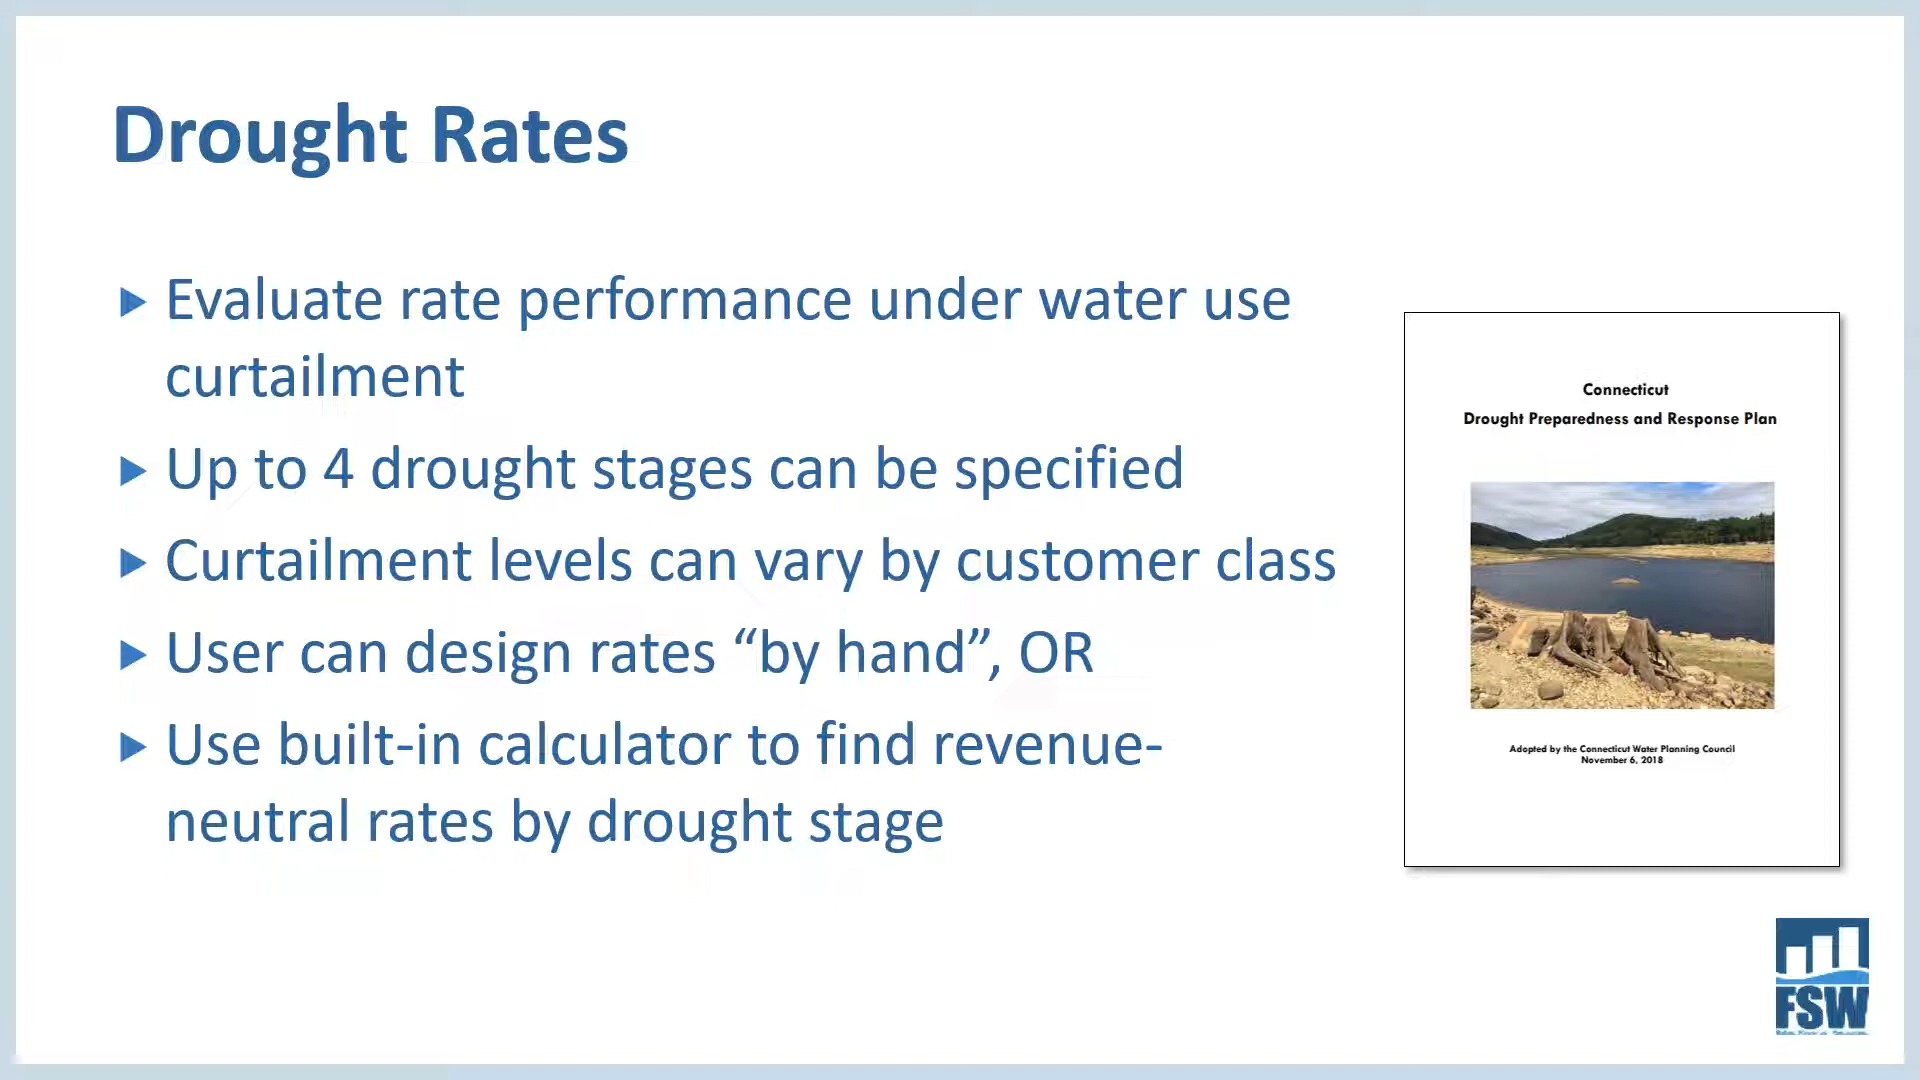 Drought Rates
Evaluate rate performance under water use
curtailment
Up to 4 drought stages can be specified
Curtailment levels can vary by customer class
User can design rates “by hand”, OR
Use built-in calculator to find revenue-
neutral rates by drought stage
Connecticut
Drought Preparedness and Response Plan
Adopted by the Connecticut Water Planning Council
November 6, 2018
FSW